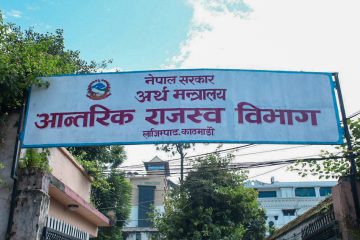 नेपाल सरकार
अर्थ मन्त्रालय
आन्तरिक राजस्व विभाग
लाजिम्पाट, काठमाडौं